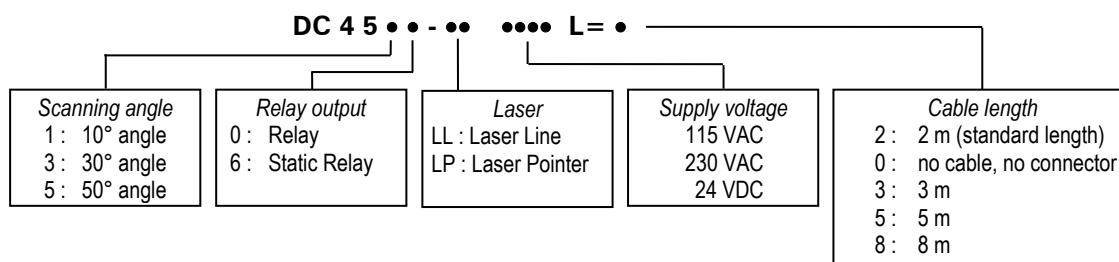 DC 4 5 ● ● - ●● ●●●● L= ●
Scanning angle
1 : 10° angle
3 : 30° angle
5 : 50° angle
Relay output
0 : Relay
6 : Static Relay
Laser
LL : Laser Line
LP : Laser Pointer
Supply voltage
115 VAC
230 VAC
24 VDC
Cable length
2 : 2 m (standard length)
0 : no cable, no connector
3 : 3 m
5 : 5 m
8 : 8 m